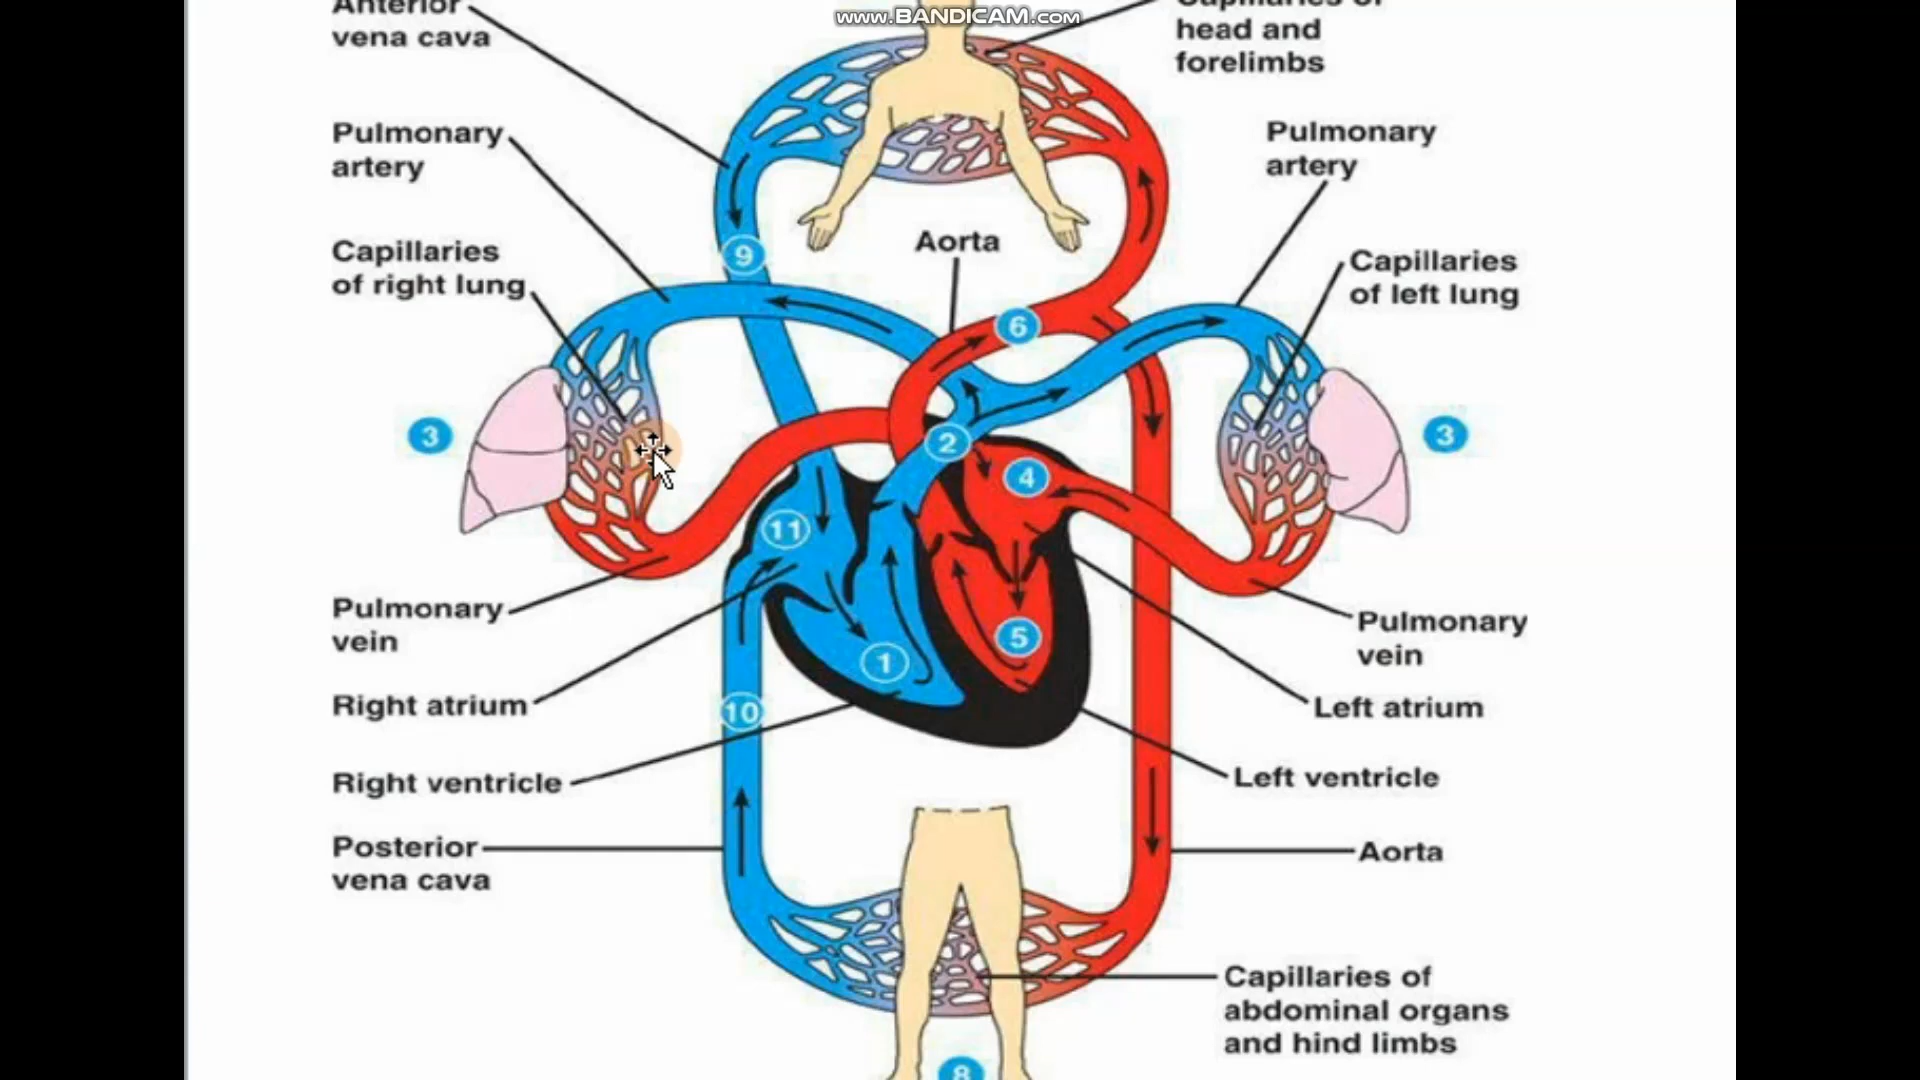 Anterior
vena cava
www.BANDICAM.com
Capillaries of
head and
forelimbs
Pulmonary
artery
Pulmonary
artery
Capillaries
of right lung
Aorta
Capillaries
of left lung
9
6
3
2
4
3
11
5
1
10
Pulmonary
vein
Pulmonary
vein
Right atrium
Left atrium
Right ventricle
Left ventricle
Posterior
vena cava
Aorta
Capillaries of
abdominal organs
and hind limbs
8